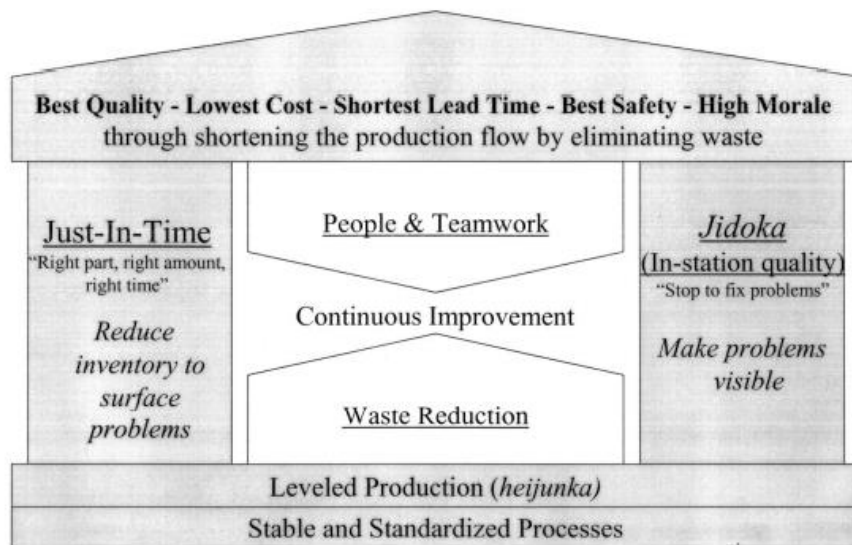 Best Quality - Lowest Cost - Shortest Lead Time - Best Safety - High Morale
through shortening the production flow by eliminating waste
Just-In-Time
“Right part, right amount,
right time”
Reduce
inventory to
surface
problems
People & Teamwork
Continuous Improvement
Waste Reduction
Jidoka
(In-station quality)
“Stop to fix problems”
Make problems
visible
Leveled Production (heijunka)
Stable and Standardized Processes